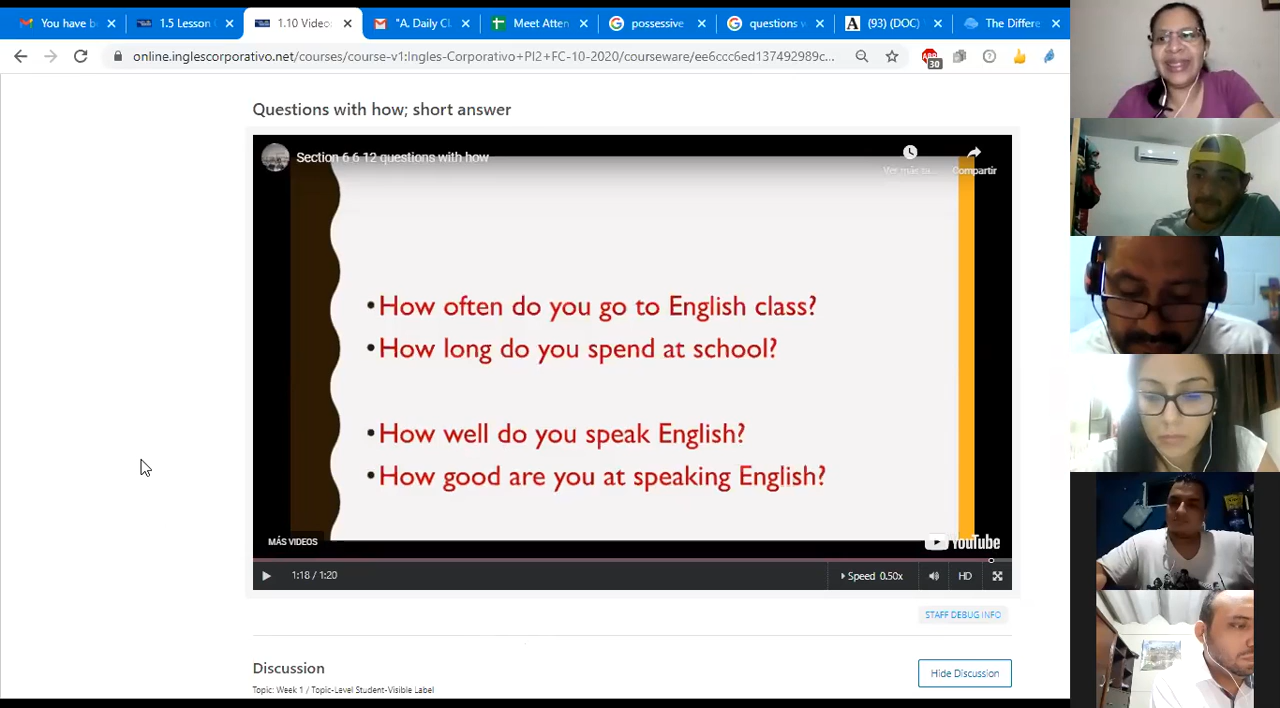 You have b
1.5 Lesson
1.10 Video
"A. Daily Cl
Meet Atten
possessive
questions w
(93) (DOC)
The Differe
online.inglescorporativo.net/courses/course-v1:Ingles-Corporativo+PI2+FC-10-2020/courseware/ee6ccc6ed137492989c...
30
Questions with how; short answer
Section 6 6 12 questions with how
Ver más ta...
Compartir
•How often do you go to English class?
•How long do you spend at school?
•How well do you speak English?
•How good are you at speaking English?
MÁS VIDEOS
YouTube
1:18 / 1:20
Speed 0.50x
HD
STAFF DEBUG INFO
Discussion
Hide Discussion
Topic: Week 1 / Topic-Level Student-Visible Label